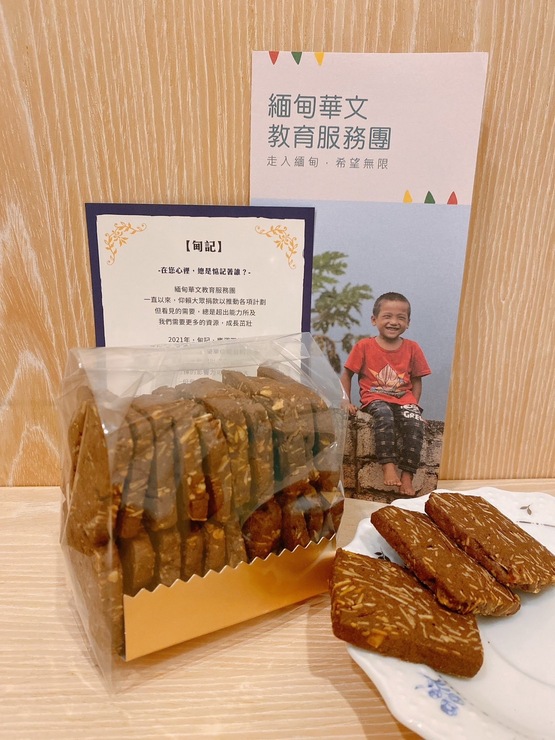 緬甸華文
教育服務團
走入緬甸．希望無限
【甸記】
-在您心裡，總是惦記著誰？-
緬甸華文教育服務團
一直以來，仰賴大眾捐款以推動各項計劃
但看見的需要，總是超出能力所及
我們需要更多的資源，成長茁壯
2021年，甸記，